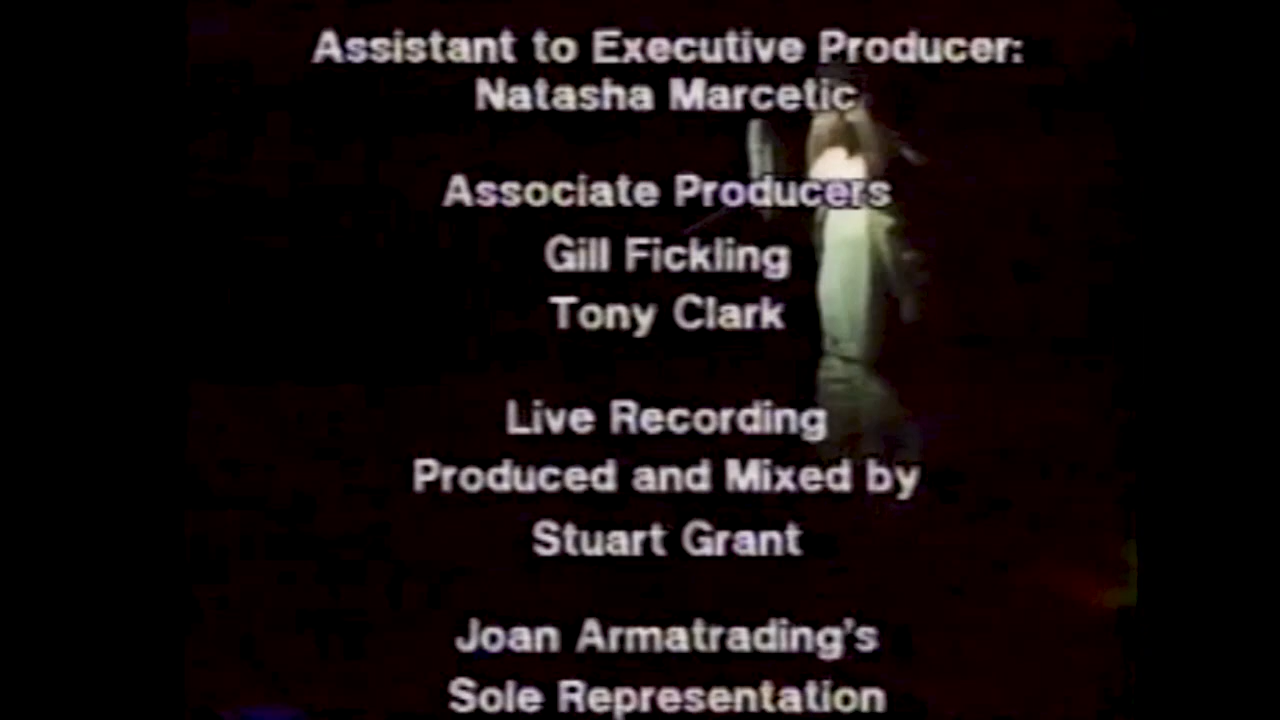 Assistant to Executive Producer:
Natasha Marcetic
Associate Producers
Gill Fickling
Tony Clark
Live Recording
Produced and Mixed by
Stuart Grant
Joan Armatrading's
Sole Representation